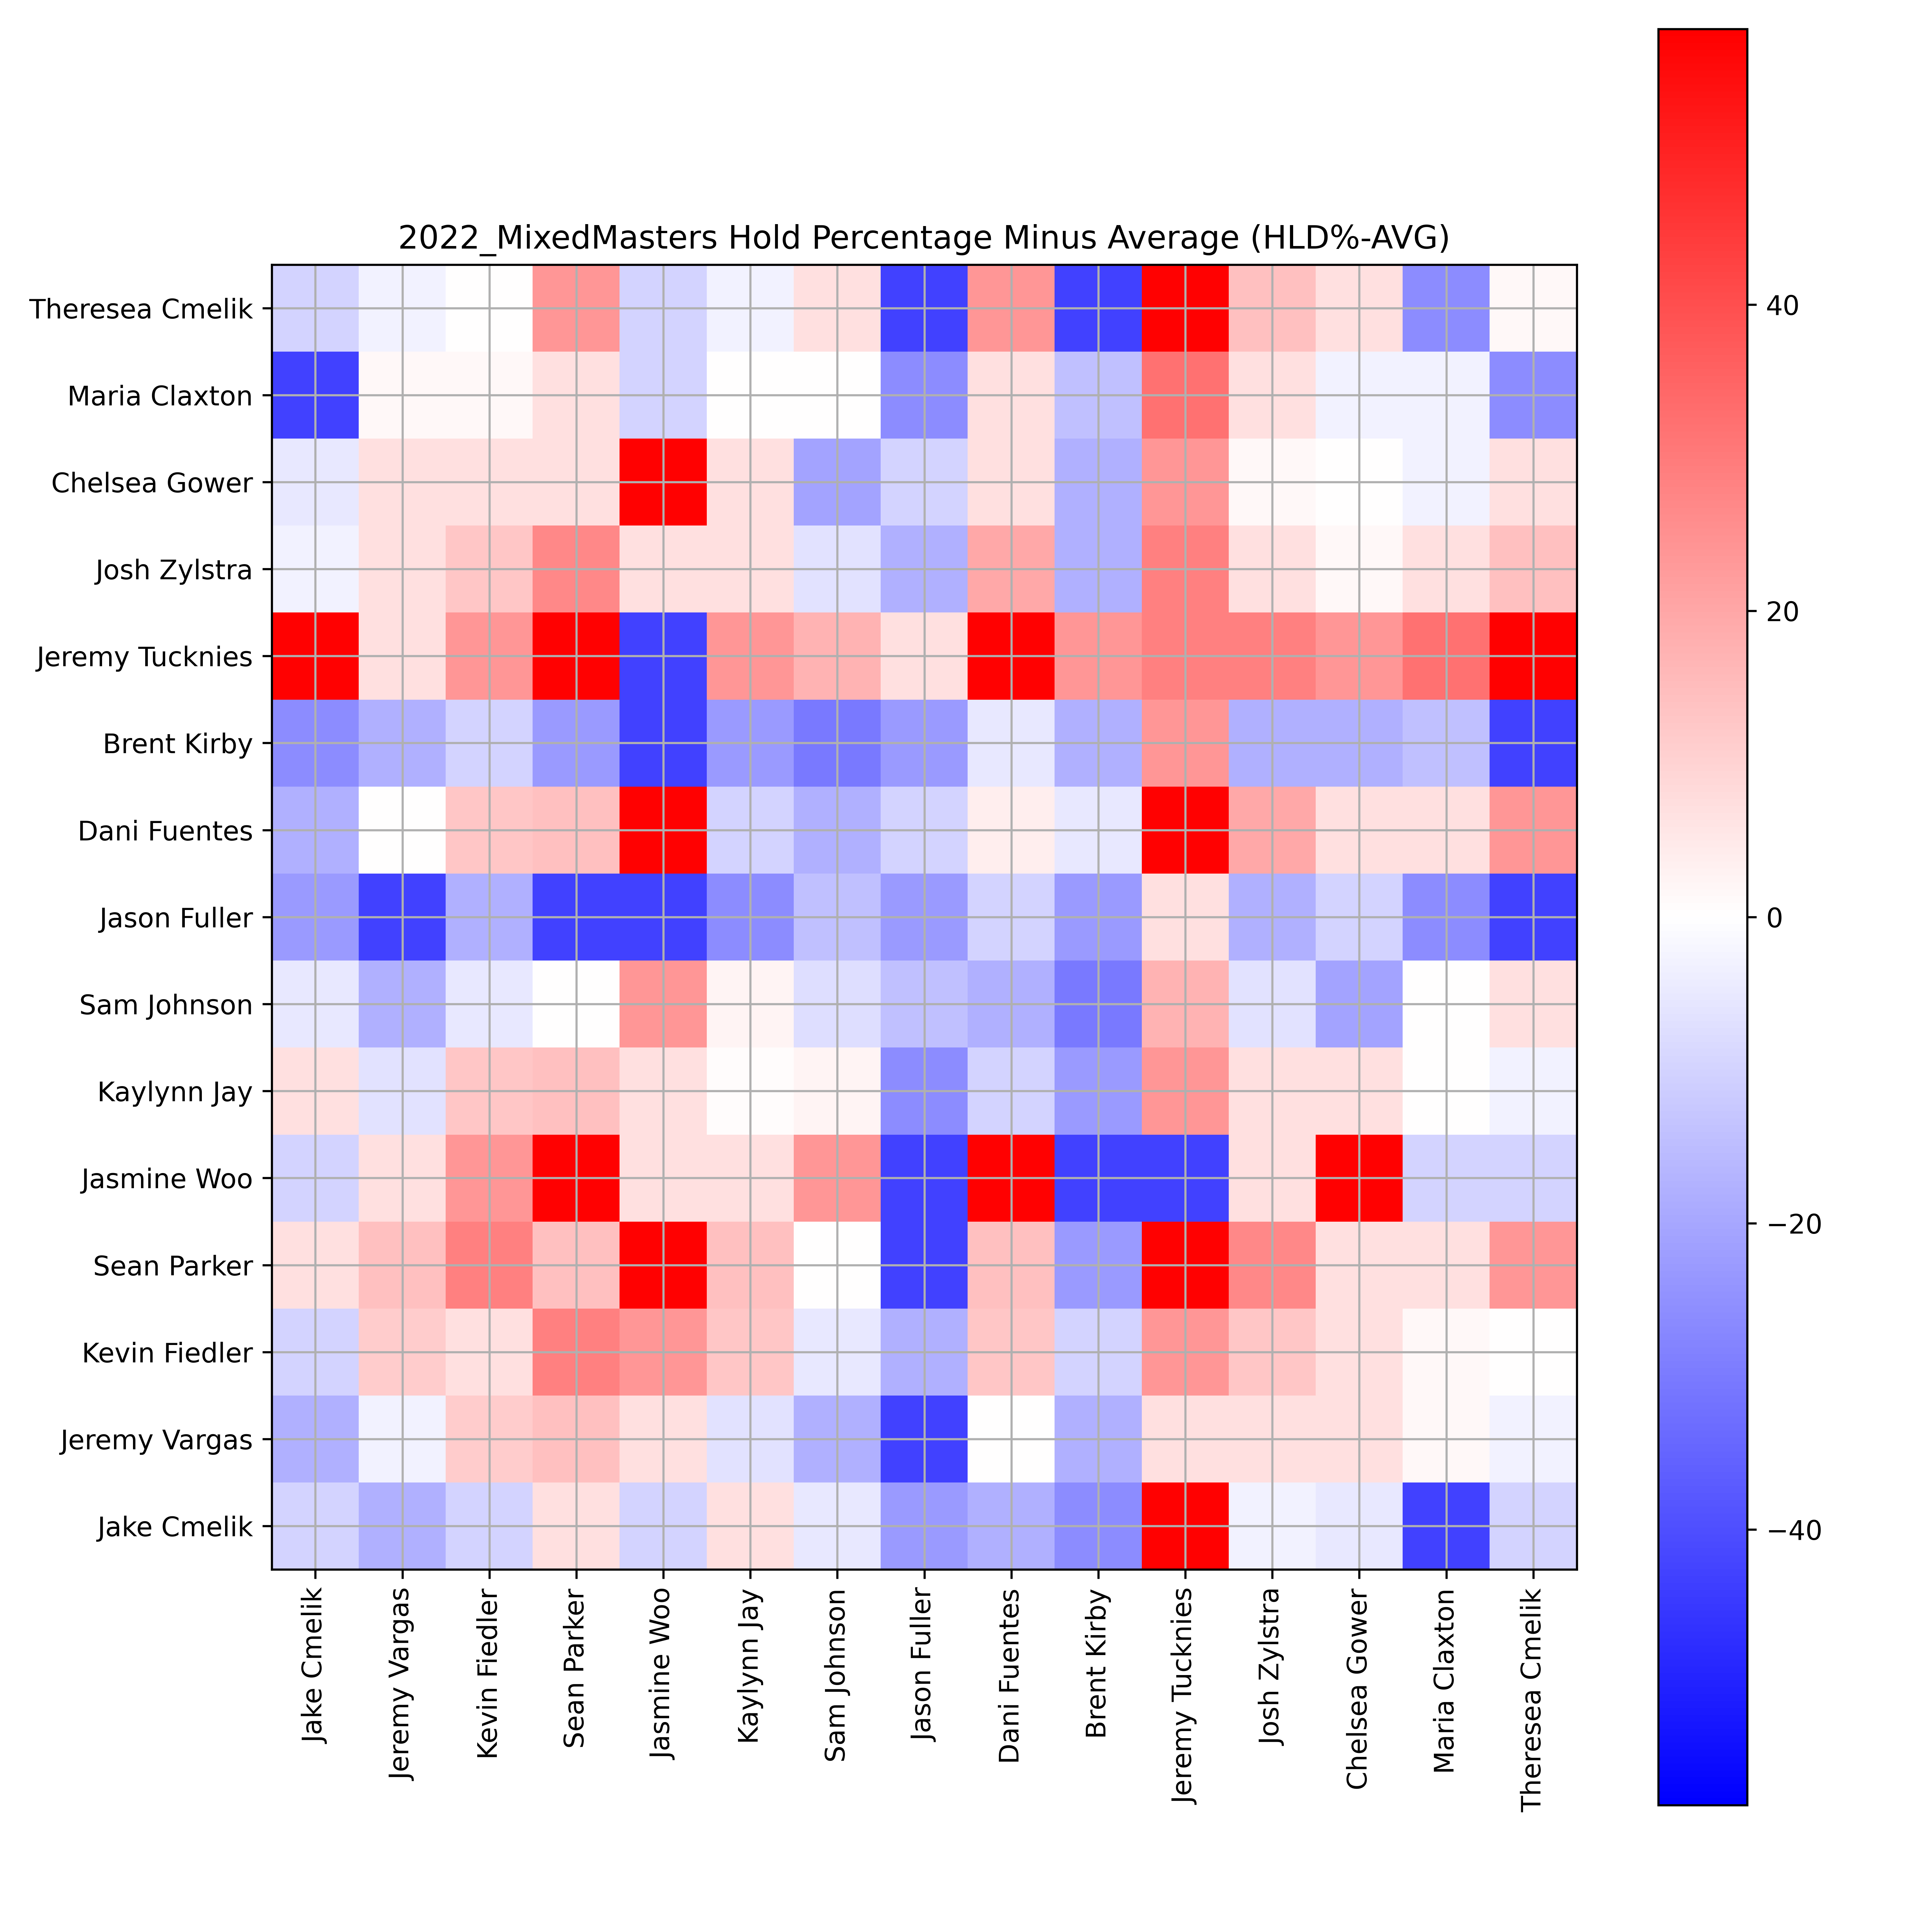 2022_MixedMasters Hold Percentage Minus Average (HLD%-AVG)
Theresea Cmelik
Maria Claxton
Chelsea Gower
Josh Zylstra
Jeremy Tucknies
Brent Kirby
Dani Fuentes
Jason Fuller
Sam Johnson
Kaylynn Jay
Jasmine Woo
Sean Parker
Kevin Fiedler
Jeremy Vargas
Jake Cmelik
Jake Cmelik
Jeremy Vargas
Kevin Fiedler
Sean Parker
Jasmine Woo
Kaylynn Jay
Sam Johnson
Jason Fuller
Dani Fuentes
Brent Kirby
Jeremy Tucknies
Josh Zylstra
Chelsea Gower
Maria Claxton
Theresea Cmelik
40
20
0
−20
−40